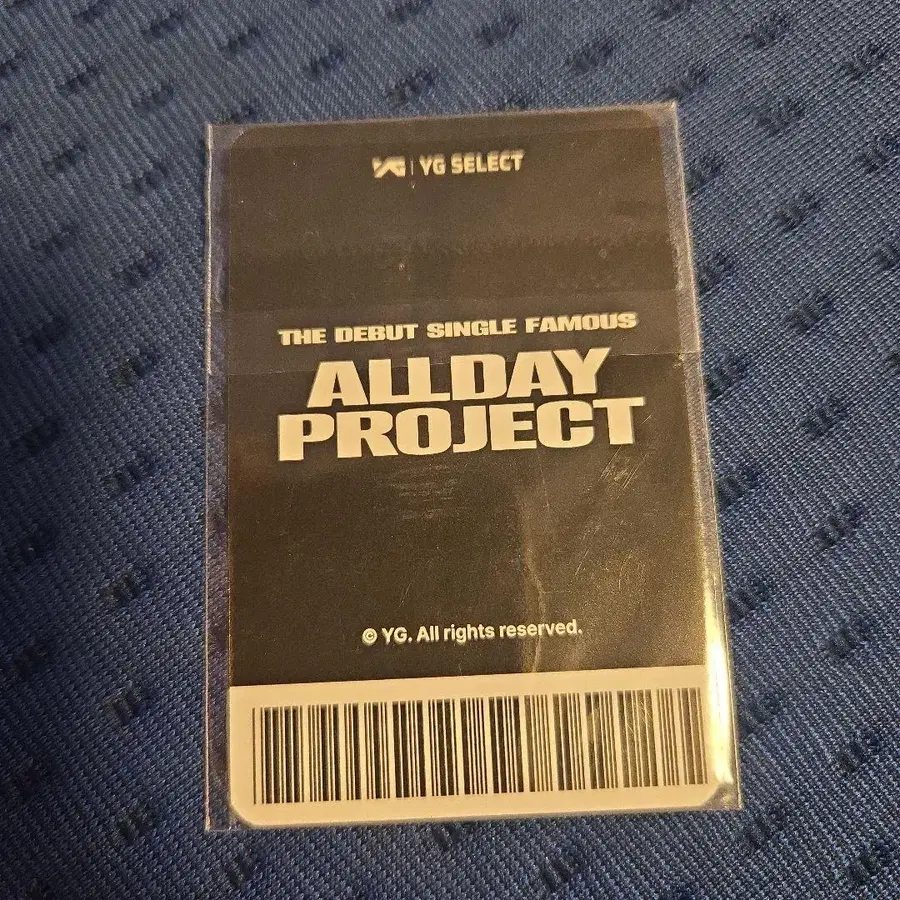 YG | YG SELECT
THE DEBUT SINGLE FAMOUS
ALLDAY
PROJECT
© YG. All rights reserved.